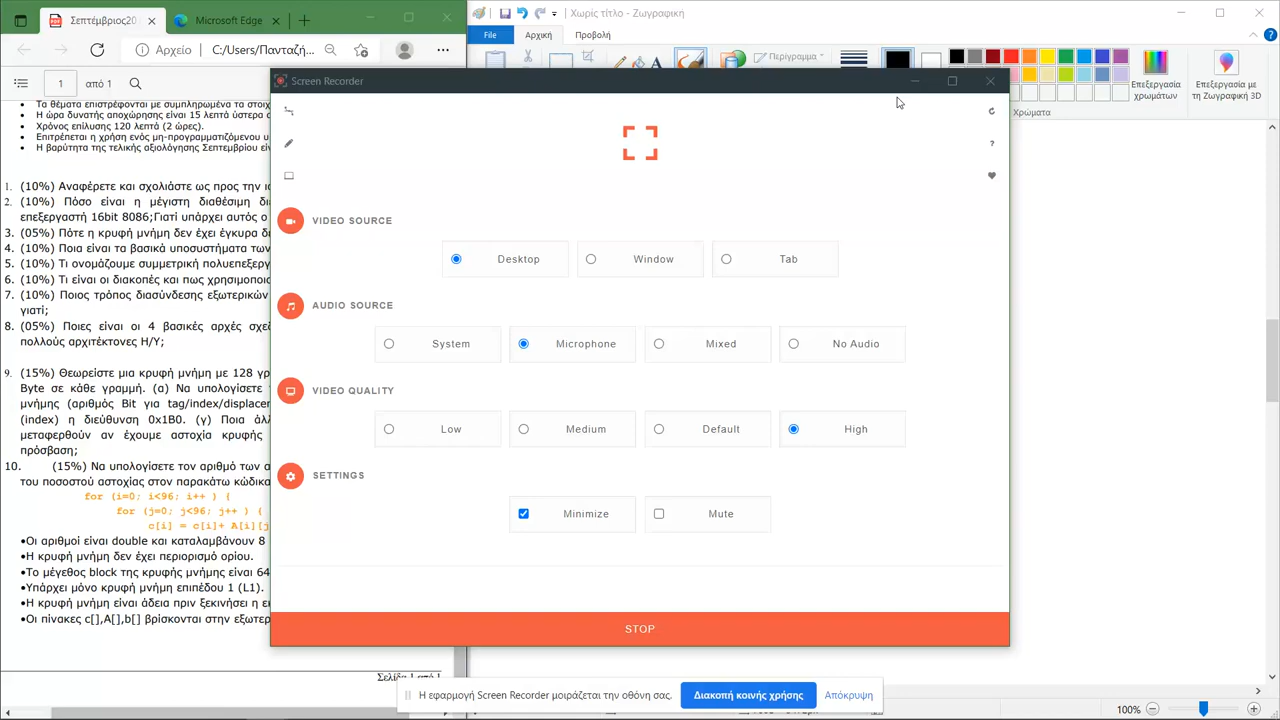 Σεπτέμβριος20
Microsoft Edge
Αρχείο
C:/Users/Πανταζή...
1
από 1
Τα θέματα επιστρέφονται με συμπληρωμένα τα στοιχ
Η ώρα δυνατής αποχώρησης είναι 15 λεπτά ύστερα
Χρόνος επίλυσης 120 λεπτό (2 ώρες).
Επιτρέπεται η χρήση ενός μη-προγραμματιζόμενου υ
Η βαρύτητα της τελικής αξιολόγησης Σεπτεμβρίου εί
1. (10%) Αναφέρετε και σχολιάστε ως προς την ισ
2. (10%) Πόσο είναι η μέγιστη διαθέσιμη διε
επεξεργαστή 16bit 8086;Γιατί υπάρχει αυτός ο
3. (05%) Πότε η κρυφή μνήμη δεν έχει έγκυρα δε
4. (10%) Ποια είναι τα βασικά υποσυστήματα των
5. (10%) Τι ονομάζουμε συμμετρική πολυεπεξεργ
6. (10%) Τι είναι οι διακοπές και πως χρησιμοποιο
7. (10%) Ποιος τρόπος διασύνδεσης εξωτερικών
γιατί;
8. (05%) Ποιες είναι οι 4 βασικές αρχές σχεδ
πολλούς αρχιτέκτονες Η/Υ;
9. (15%) Θεωρείστε μια κρυφή μνήμη με 128 γρ
Byte σε κάθε γραμμή. (α) Να υπολογίσετε
μνήμης (αριθμός Bit για tag/index/displacem
(index) η διεύθυνση 0x1B0. (γ) Ποια άλλ
μεταφερθούν αν έχουμε αστοχία κρυφής
πρόσβαση;
10. (15%) Να υπολογίσετε τον αριθμό των α
του ποσοστού αστοχίας στον παρακάτω κώδικα
for (i=0; i<96; i++ ) {
for (j=0; j<96; j++ ) {
c[i] = c[i]+ A[i][j
•Οι αριθμοί είναι double και καταλαμβάνουν 8
•Η κρυφή μνήμη δεν έχει περιορισμό ορίου.
•Το μέγεθος block της κρυφής μνήμης είναι 64
•Υπάρχει μόνο κρυφή μνήμη επιπέδου 1 (L1).
•Η κρυφή μνήμη είναι άδεια πριν ξεκινήσει η εκ
•Οι πίνακες c[],A[],b[] βρίσκονται στην εξωτερ
Σελίδα 1 από 1
Χωρίς τίτλο - Ζωγραφική
File
Αρχική
Προβολή
Περίγραμμα
Επεξεργασία
χρωμάτων
Επεξεργασία με
τη Ζωγραφική 3D
Χρώματα
Screen Recorder
VIDEO SOURCE
Desktop
Window
Tab
AUDIO SOURCE
System
Microphone
Mixed
No Audio
VIDEO QUALITY
Low
Medium
Default
High
SETTINGS
Minimize
Mute
STOP
Η εφαρμογή Screen Recorder μοιράζεται την οθόνη σας.
Διακοπή κοινής χρήσης
Απόκρυψη
100%